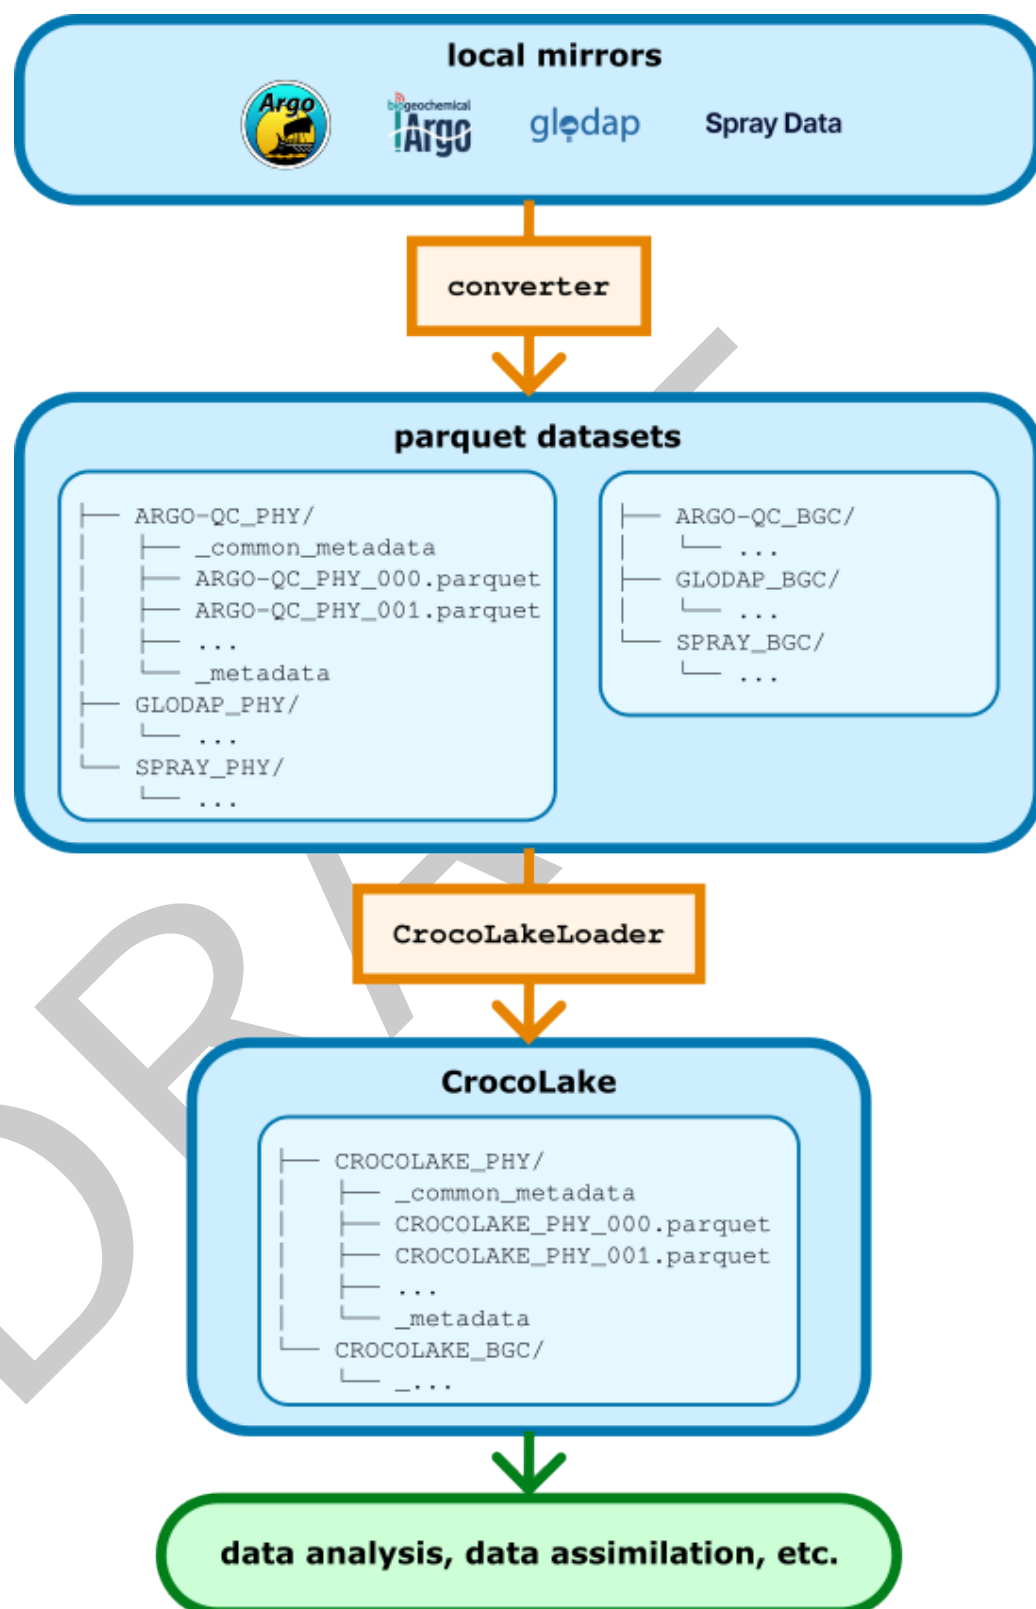 local mirrors
Argo
biogeochemical
Argo
glodap
Spray Data
converter
parquet datasets
├── ARGO-QC_PHY/
│   ├── _common_metadata
│   ├── ARGO-QC_PHY_000.parquet
│   ├── ARGO-QC_PHY_001.parquet
│   ├── ...
│   └── _metadata
├── GLODAP_PHY/
│   └── ...
└── SPRAY_PHY/
    └── ...
├── ARGO-QC_BGC/
│   └── ...
├── GLODAP_BGC/
│   └── ...
└── SPRAY_BGC/
    └── ...
CrocoLakeLoader
CrocoLake
├── CROCOLAKE_PHY/
│   ├── _common_metadata
│   ├── CROCOLAKE_PHY_000.parquet
│   ├── CROCOLAKE_PHY_001.parquet
│   ├── ...
│   └── _metadata
└── CROCOLAKE_BGC/
    └── _...
data analysis, data assimilation, etc.
DRAFT